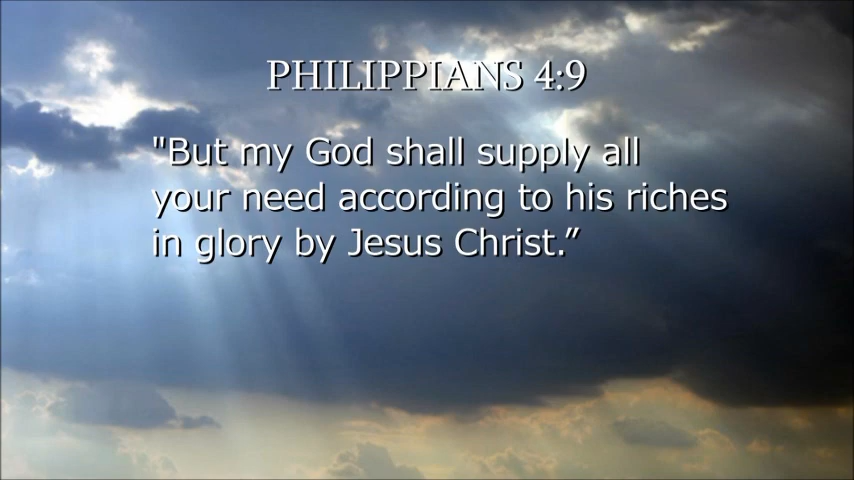 PHILIPPIANS 4:9
"But my God shall supply all
your need according to his riches
in glory by Jesus Christ.”